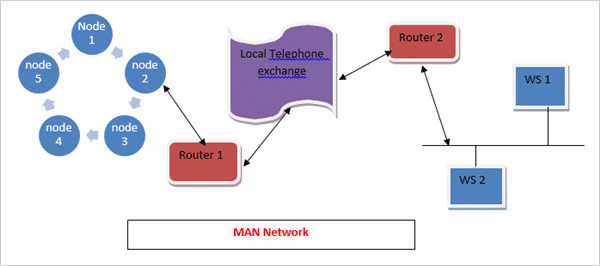 Node
1
node
2
node
3
node
4
node
5
Router 1
Local Telephone
exchange
Router 2
WS 1
WS 2
MAN Network